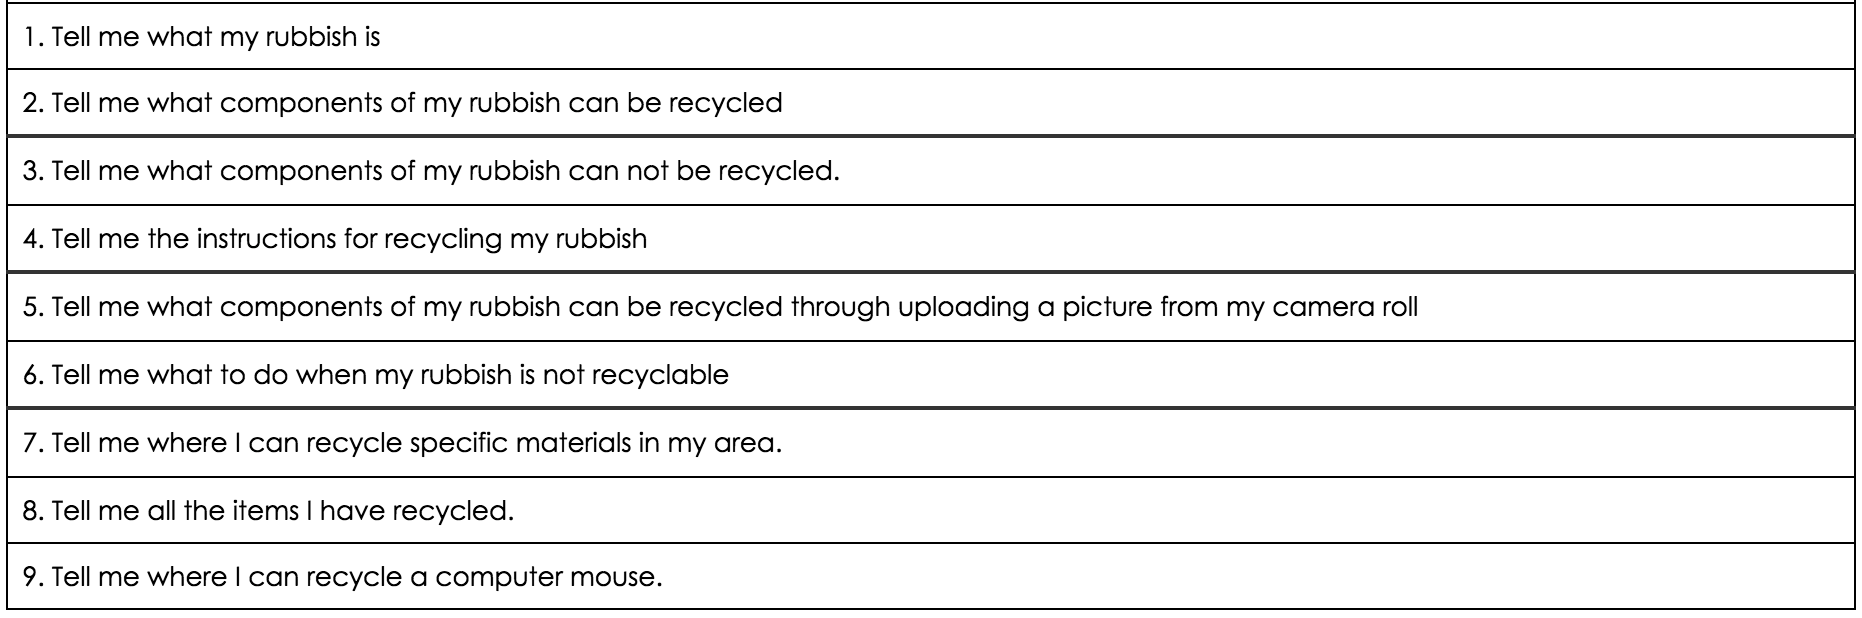 1. Tell me what my rubbish is
2. Tell me what components of my rubbish can be recycled
3. Tell me what components of my rubbish can not be recycled.
4. Tell me the instructions for recycling my rubbish
5. Tell me what components of my rubbish can be recycled through uploading a picture from my camera roll
6. Tell me what to do when my rubbish is not recyclable
7. Tell me where I can recycle specific materials in my area.
8. Tell me all the items I have recycled.
9. Tell me where I can recycle a computer mouse.